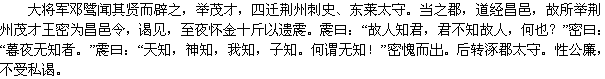 大将军邓骘闻其贤而辟之，举茂才，四迁荆州刺史、东莱太守。当之郡，道经昌邑，故所举荆
州茂才王密为昌邑令，谒见，至夜怀金十斤以遗震。震曰：“故人知君，君不知故人，何也？”密曰：
“暮夜无知者。”震曰：“天知，神知，我知，子知。何谓无知！”密愧而出。后转涿郡太守。性公廉，
不受私谒。